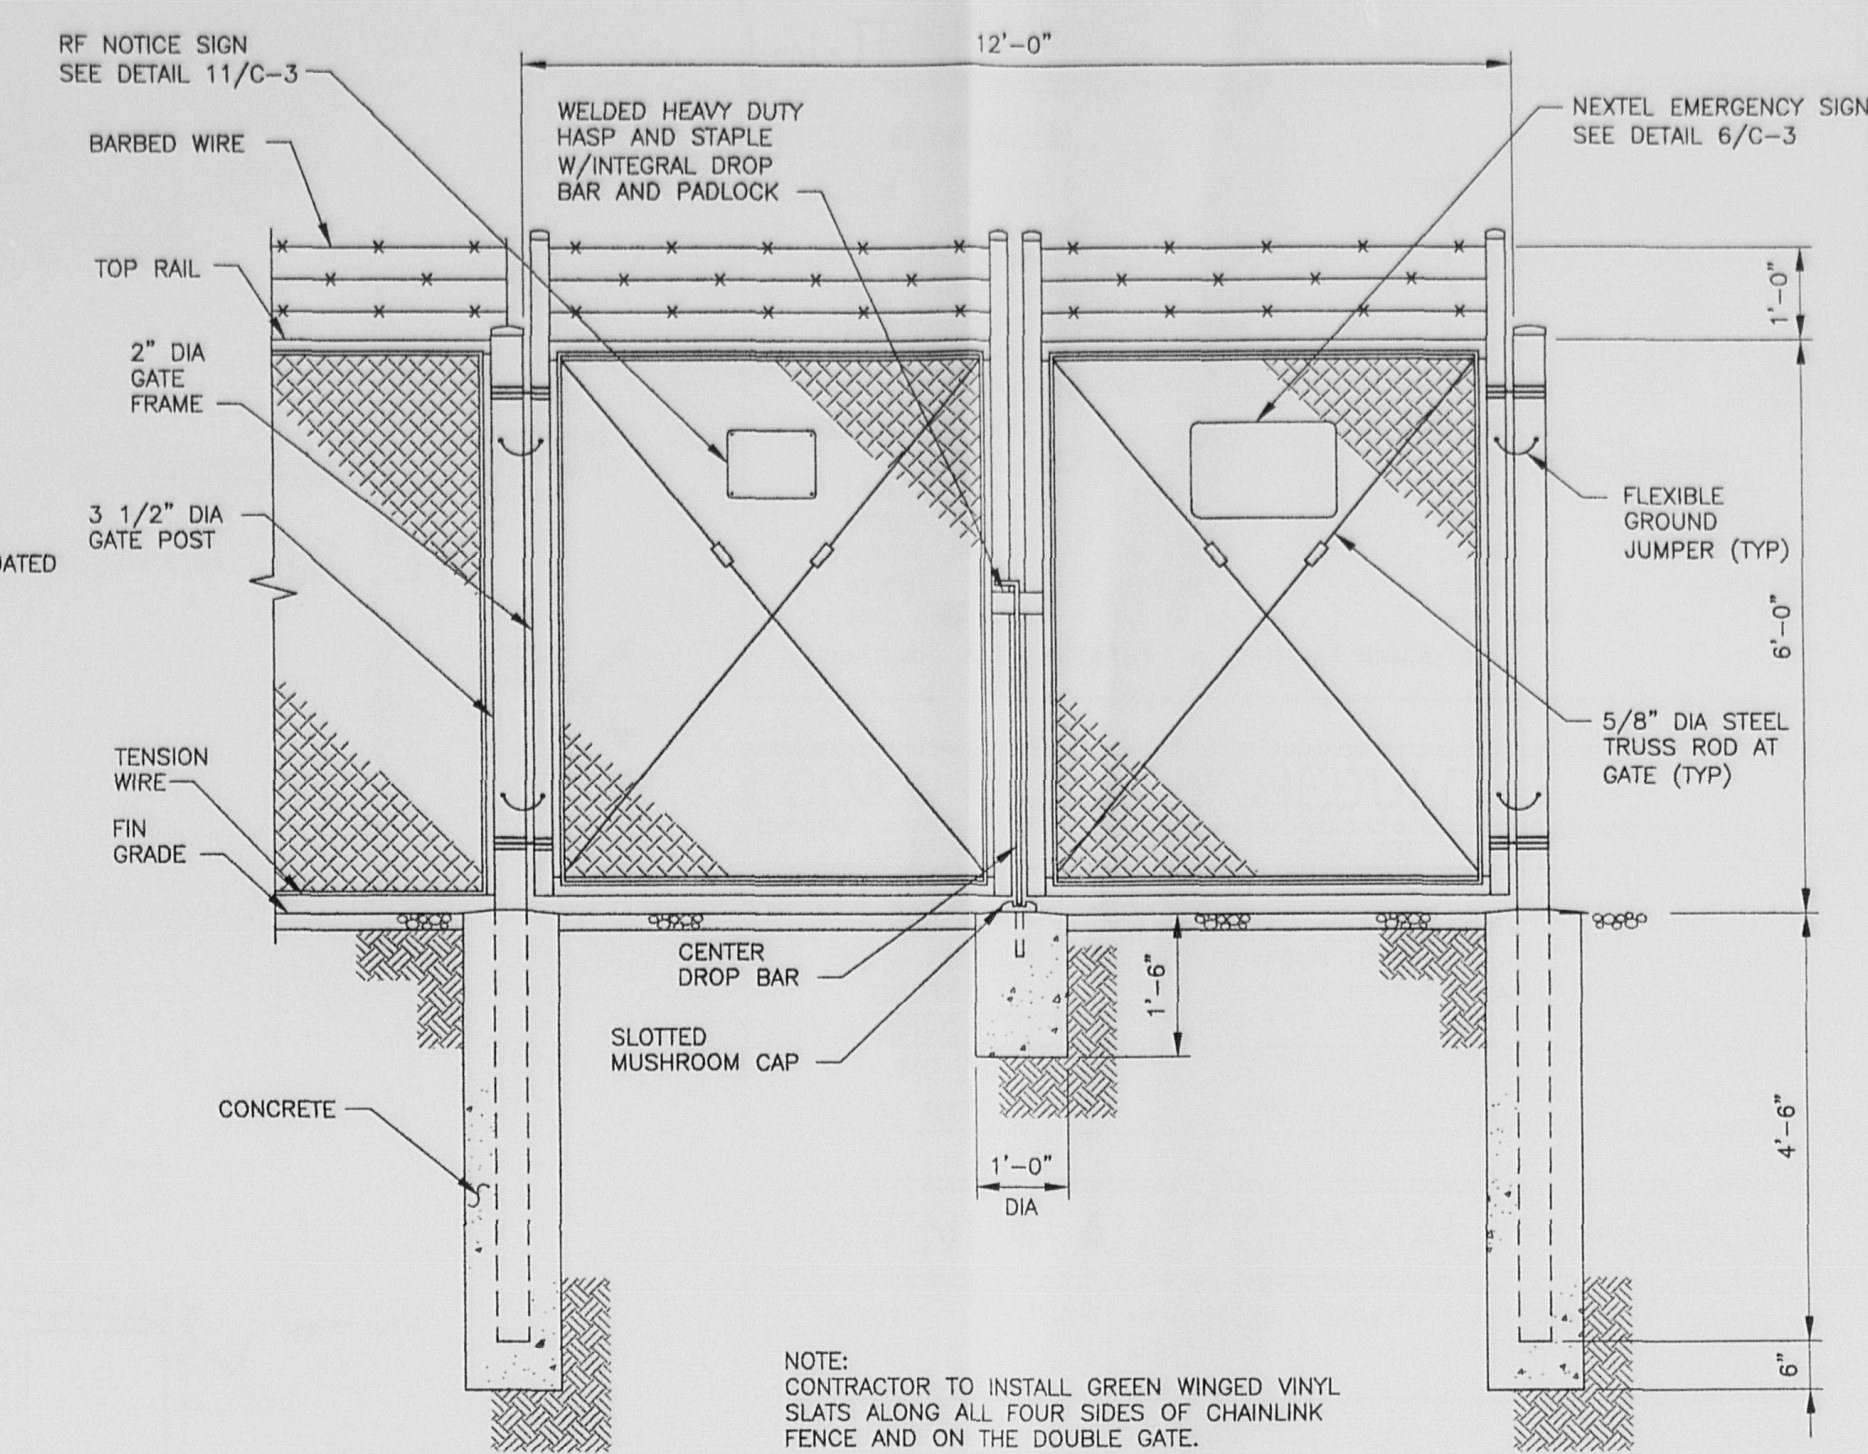 RF NOTICE SIGN
SEE DETAIL 11/C-3
12'-0"
WELDED HEAVY DUTY
HASP AND STAPLE
W/INTEGRAL DROP
BAR AND PADLOCK
NEXTEL EMERGENCY SIGN
SEE DETAIL 6/C-3
BARBED WIRE
TOP RAIL
1'-0"
2" DIA
GATE
FRAME
3 1/2" DIA
GATE POST
FLEXIBLE
GROUND
JUMPER (TYP)
6'-0"
5/8" DIA STEEL
TRUSS ROD AT
GATE (TYP)
TENSION
WIRE
FIN
GRADE
CENTER
DROP BAR
1'-6"
SLOTTED
MUSHROOM CAP
CONCRETE
1'-0"
DIA
4'-6"
6"
NOTE:
CONTRACTOR TO INSTALL GREEN WINGED VINYL
SLATS ALONG ALL FOUR SIDES OF CHAINLINK
FENCE AND ON THE DOUBLE GATE.